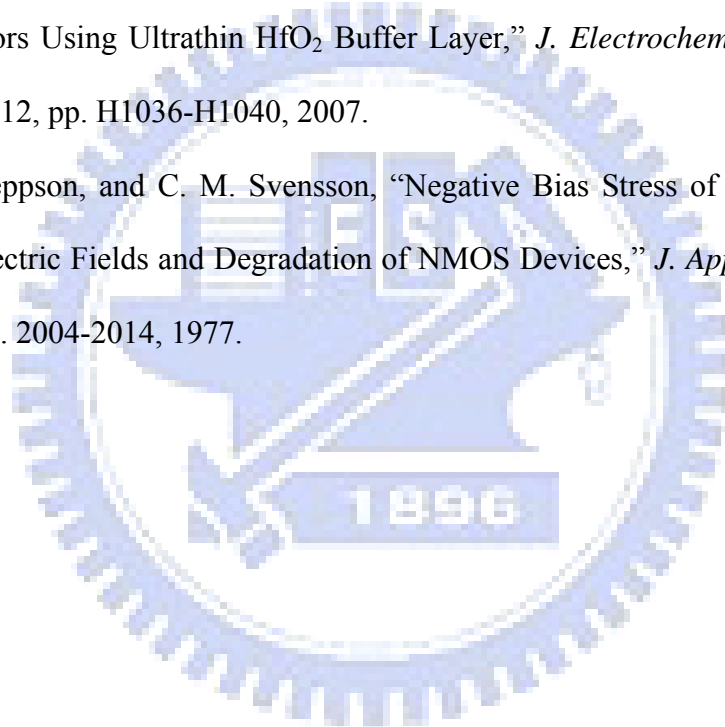 ors Using Ultrathin HfO₂ Buffer Layer,” J. Electrochem
12, pp. H1036-H1040, 2007.
eppson, and C. M. Svensson, “Negative Bias Stress of
ectric Fields and Degradation of NMOS Devices,” J. App
. 2004-2014, 1977.
ES
1896